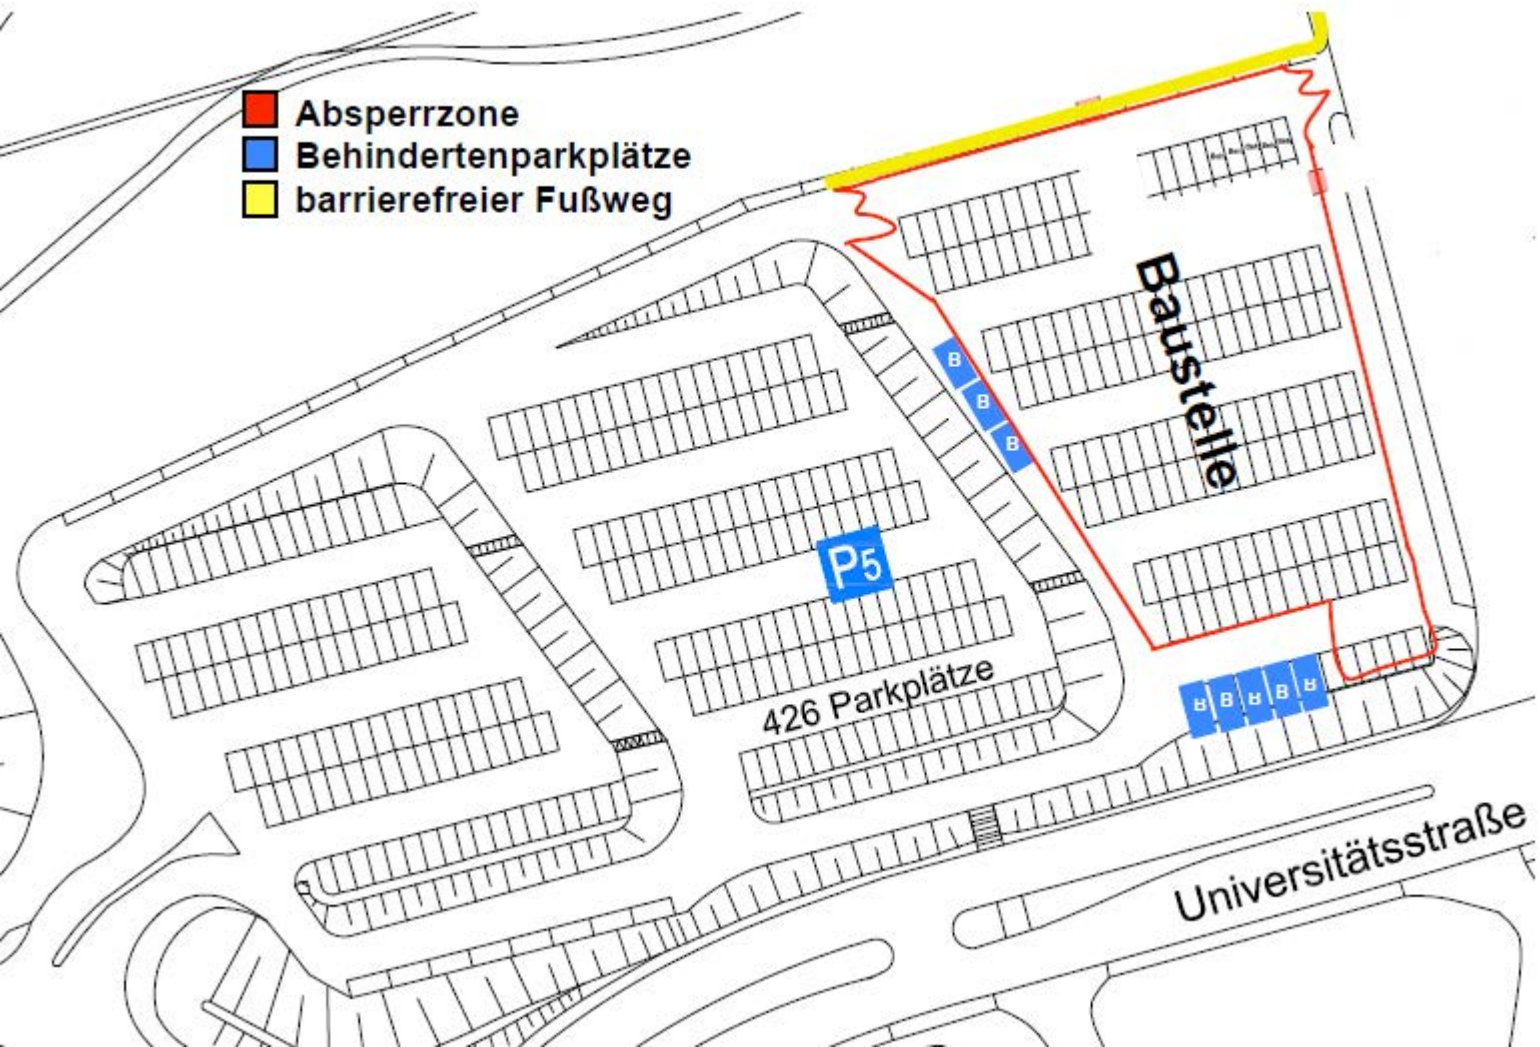 Absperrzone
Behindertenparkplätze
barrierefreier Fußweg
Baustelle
B
B
B
P5
426 Parkplätze
B
B
B
B
B
Universitätsstraße